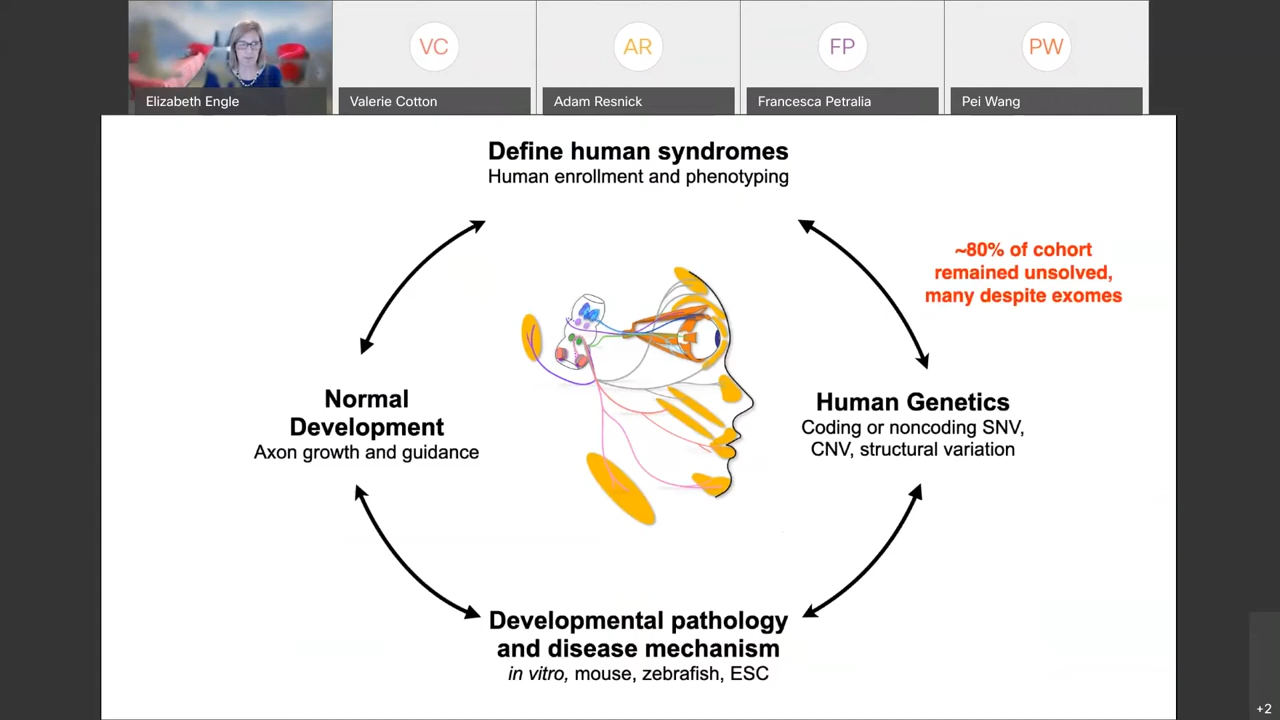 VC
AR
FP
PW
Elizabeth Engle
Valerie Cotton
Adam Resnick
Francesca Petralia
Pei Wang
Define human syndromes
Human enrollment and phenotyping
~80% of cohort
remained unsolved,
many despite exomes
Normal
Development
Axon growth and guidance
Human Genetics
Coding or noncoding SNV,
CNV, structural variation
Developmental pathology
and disease mechanism
in vitro, mouse, zebrafish, ESC
+2